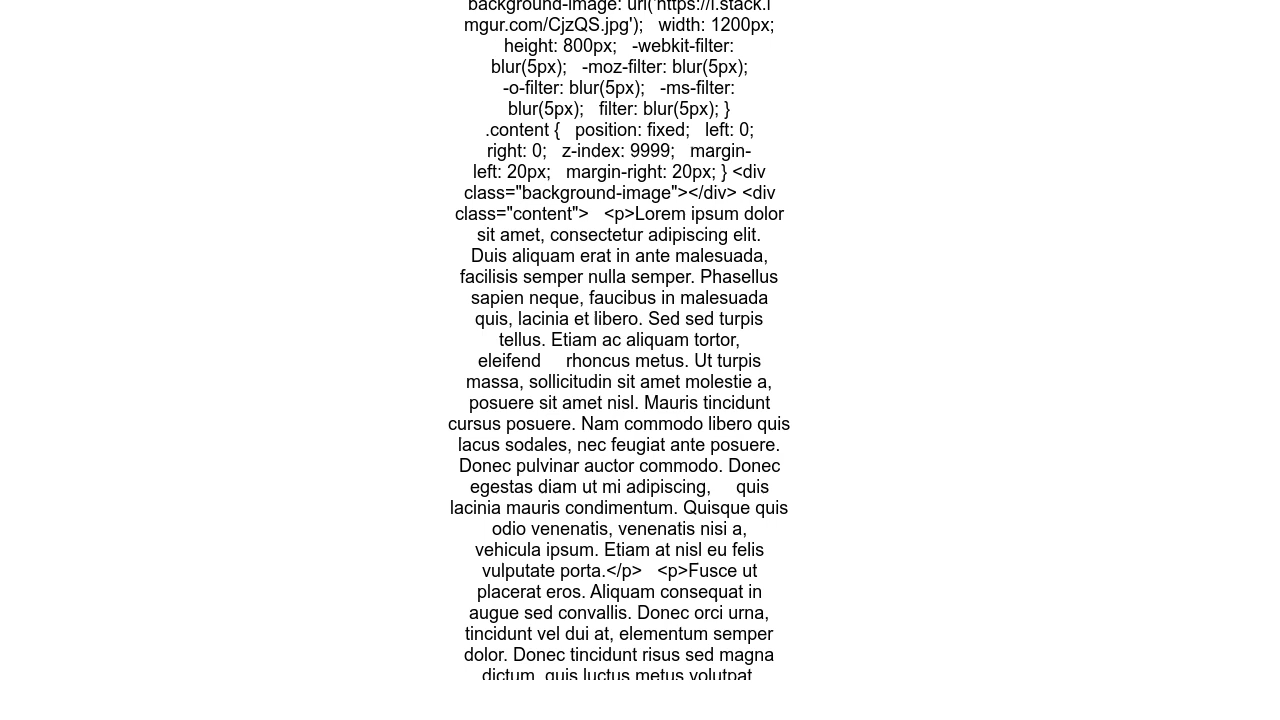 background-image: url('https://i.stack.i
mgur.com/CjzQS.jpg');   width: 1200px;
height: 800px;   -webkit-filter:
blur(5px);   -moz-filter: blur(5px);
-o-filter: blur(5px);   -ms-filter:
blur(5px);   filter: blur(5px); }
.content {   position: fixed;   left: 0;
right: 0;   z-index: 9999;   margin-
left: 20px;   margin-right: 20px; } <div
class="background-image"></div> <div
class="content">   <p>Lorem ipsum dolor
sit amet, consectetur adipiscing elit.
Duis aliquam erat in ante malesuada,
facilisis semper nulla semper. Phasellus
sapien neque, faucibus in malesuada
quis, lacinia et libero. Sed sed turpis
tellus. Etiam ac aliquam tortor,
eleifend     rhoncus metus. Ut turpis
massa, sollicitudin sit amet molestie a,
posuere sit amet nisl. Mauris tincidunt
cursus posuere. Nam commodo libero quis
lacus sodales, nec feugiat ante posuere.
Donec pulvinar auctor commodo. Donec
egestas diam ut mi adipiscing,     quis
lacinia mauris condimentum. Quisque quis
odio venenatis, venenatis nisi a,
vehicula ipsum. Etiam at nisl eu felis
vulputate porta.</p>   <p>Fusce ut
placerat eros. Aliquam consequat in
augue sed convallis. Donec orci urna,
tincidunt vel dui at, elementum semper
dolor. Donec tincidunt risus sed magna
dictum, quis luctus metus volutpat.